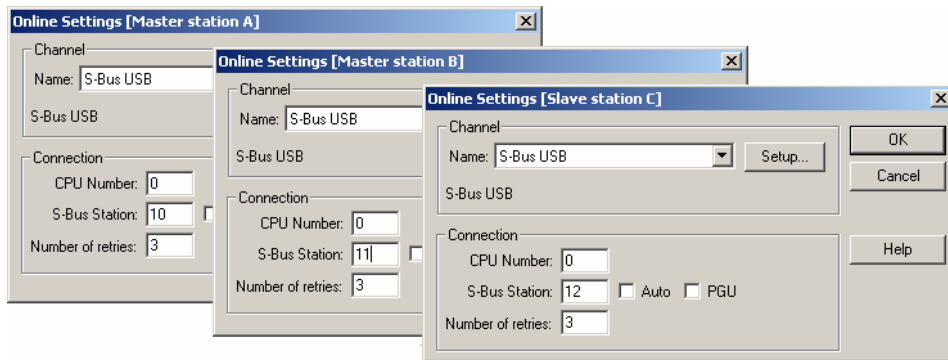 Online Settings [Master station A]
Channel
Name: S-Bus USB
S-Bus USB
Connection
CPU Number: 0
S-Bus Station: 10
Number of retries: 3
Online Settings [Master station B]
Channel
Name: S-Bus USB
S-Bus USB
Connection
CPU Number: 0
S-Bus Station: 11
Number of retries: 3
Online Settings [Slave station C]
Channel
Name: S-Bus USB Setup...
S-Bus USB
Connection
CPU Number: 0
S-Bus Station: 12 Auto PGU
Number of retries: 3
OK
Cancel
Help